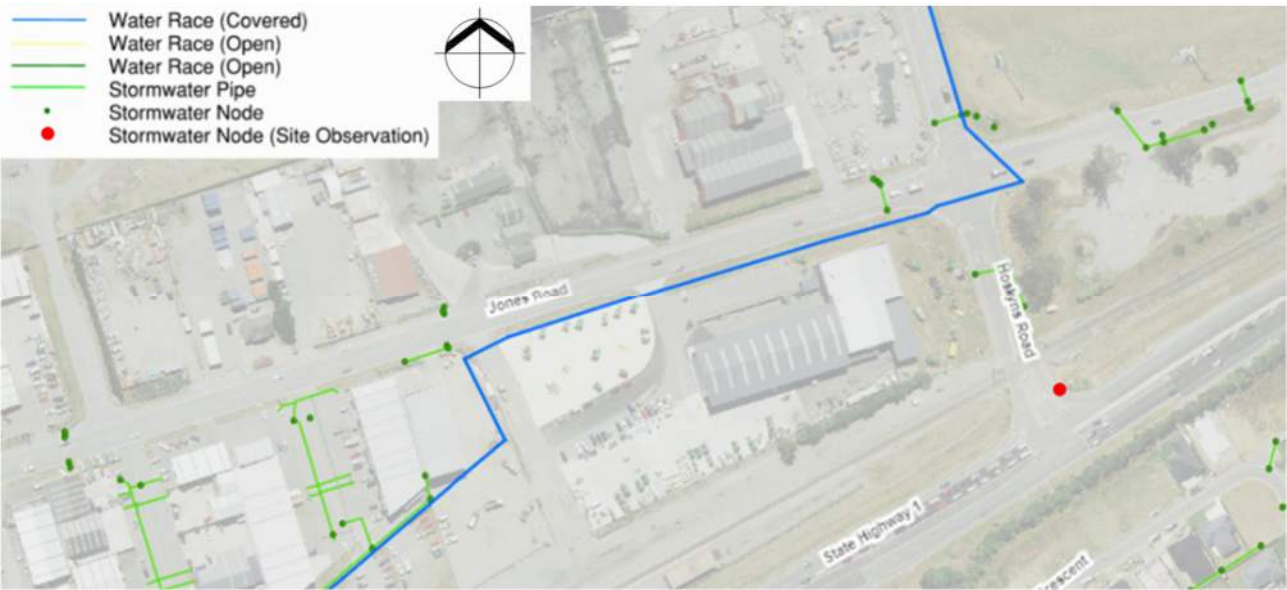 Water Race (Covered)
Water Race (Open)
Water Race (Open)
Stormwater Pipe
Stormwater Node
Stormwater Node (Site Observation)
Jones Road
Hoskyns Road
State Highway 1
rescent